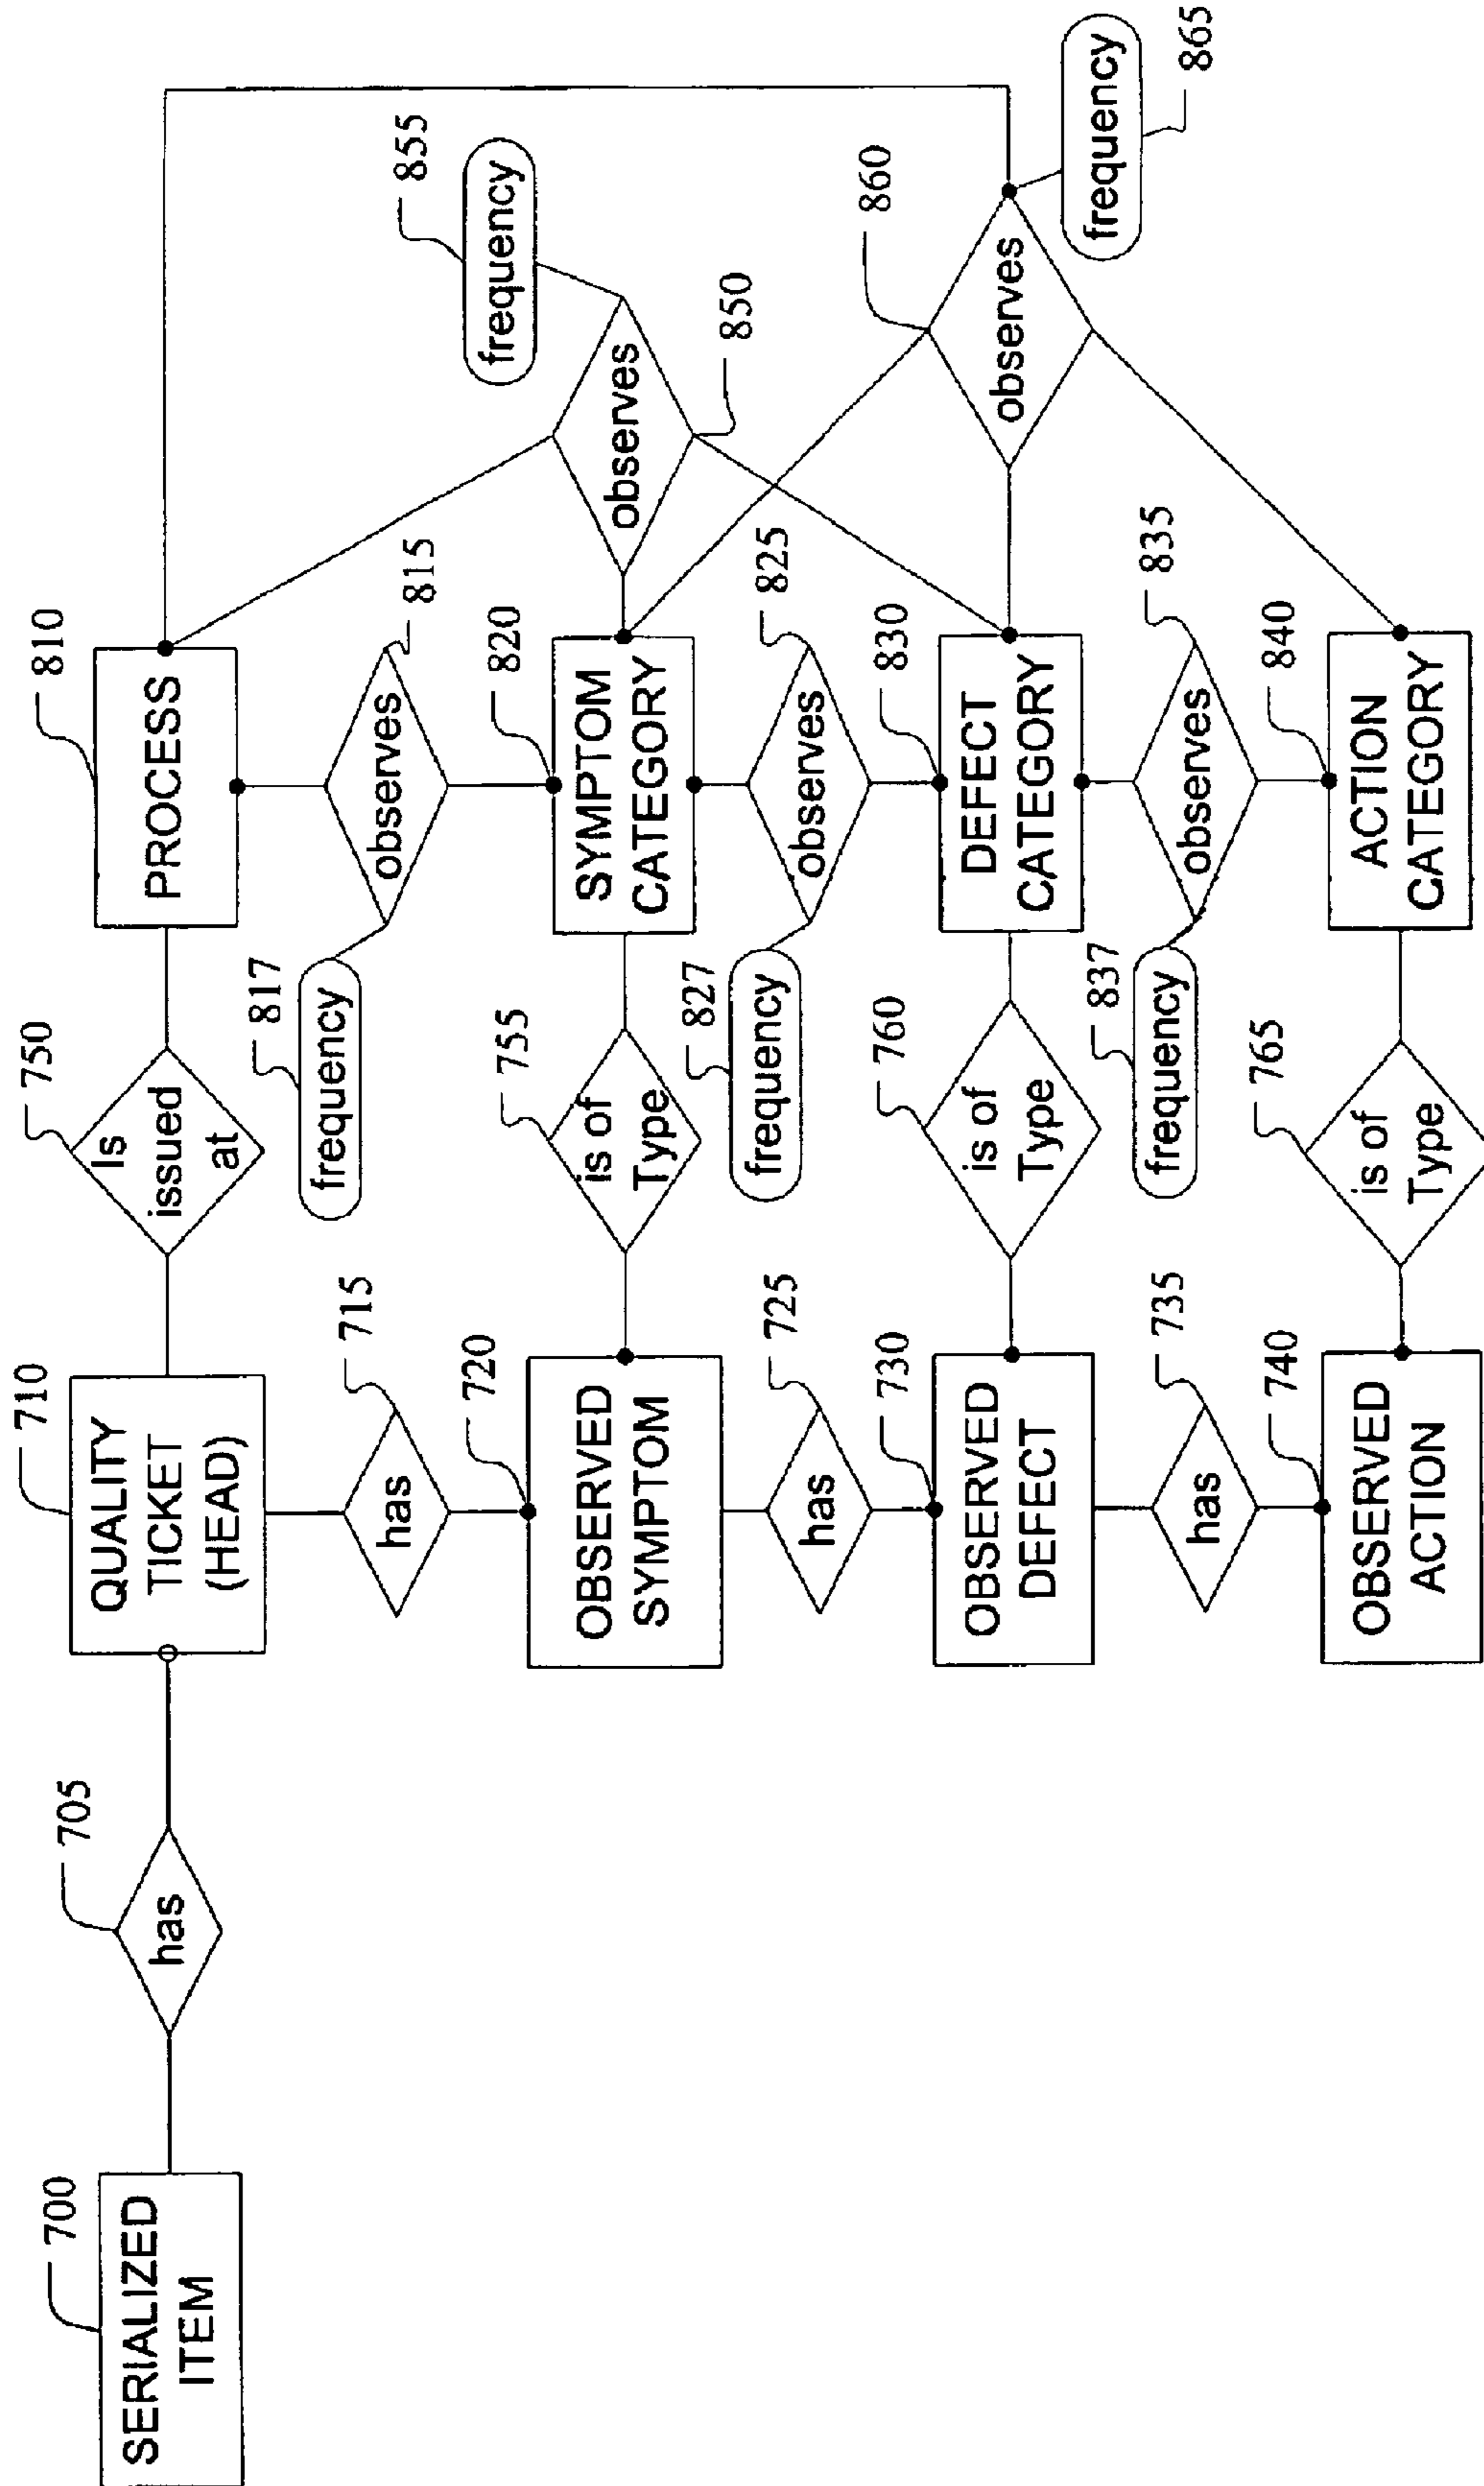 700
SERIALIZED
ITEM
705
has
710
QUALITY
TICKET
(HEAD)
750
Is
issued
at
810
PROCESS
715
has
817
frequency
815
observes
855
frequency
720
OBSERVED
SYMPTOM
755
is of
Type
820
SYMPTOM
CATEGORY
observes
850
725
has
827
frequency
825
observes
860
observes
frequency
865
730
OBSERVED
DEFECT
760
is of
Type
830
DEFECT
CATEGORY
735
has
837
frequency
835
observes
740
OBSERVED
ACTION
765
is of
Type
840
ACTION
CATEGORY